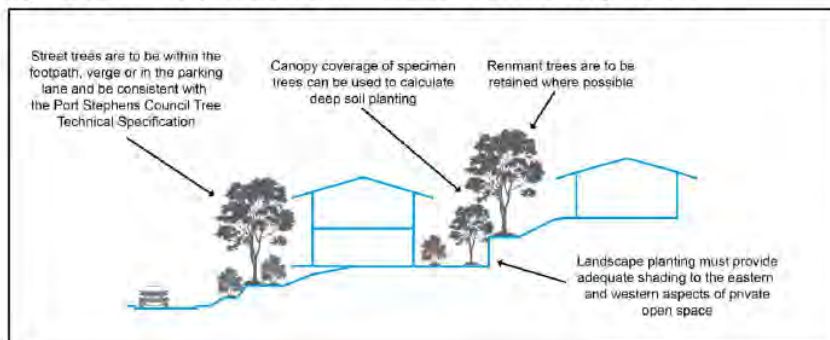 Street trees are to be within the
footpath, verge or in the parking
lane and be consistent with
the Port Stephens Council Tree
Technical Specification
Canopy coverage of specimen
trees can be used to calculate
deep soil planting
Renmant trees are to be
retained where possible
Landscape planting must provide
adequate shading to the eastern
and western aspects of private
open space